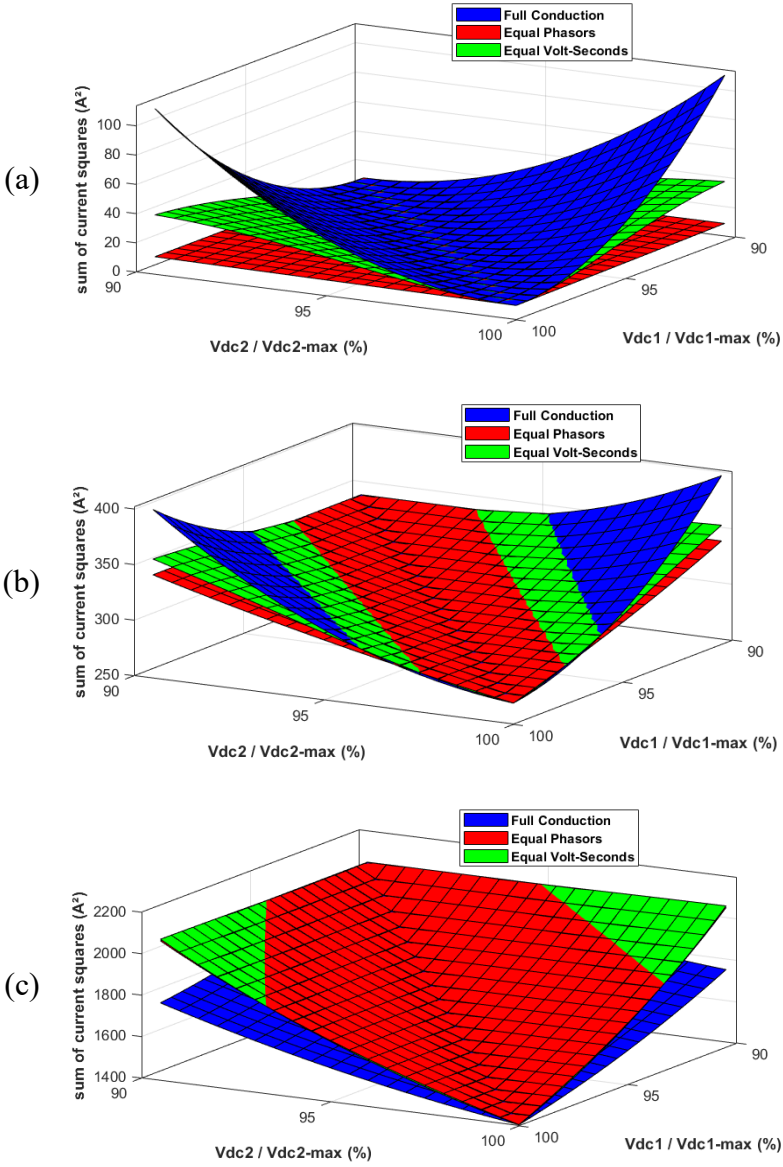 Full Conduction
Equal Phasors
Equal Volt-Seconds
(a)
sum of current squares (A²)
100
80
60
40
20
0
90
95
100
Vdc2 / Vdc2-max (%)
100
95
90
Vdc1 / Vdc1-max (%)
Full Conduction
Equal Phasors
Equal Volt-Seconds
(b)
sum of current squares (A²)
400
350
300
250
90
95
100
Vdc2 / Vdc2-max (%)
100
95
90
Vdc1 / Vdc1-max (%)
Full Conduction
Equal Phasors
Equal Volt-Seconds
(c)
sum of current squares (A²)
2200
2000
1800
1600
1400
90
95
100
Vdc2 / Vdc2-max (%)
100
95
90
Vdc1 / Vdc1-max (%)